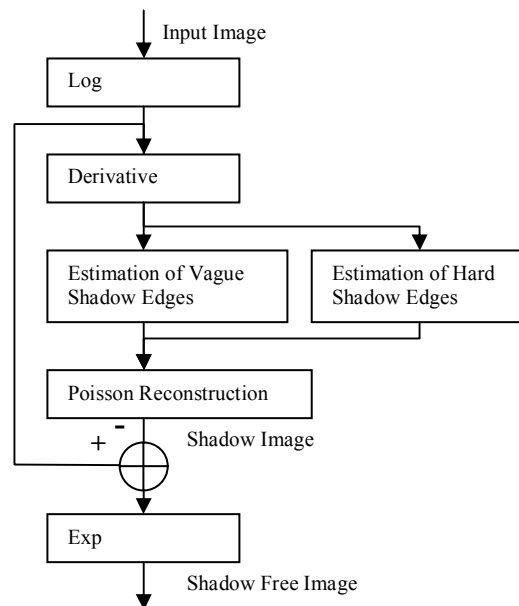 Input Image
Log
Derivative
Estimation of Vague
Shadow Edges
Estimation of Hard
Shadow Edges
Poisson Reconstruction
-
+
Shadow Image
Exp
Shadow Free Image